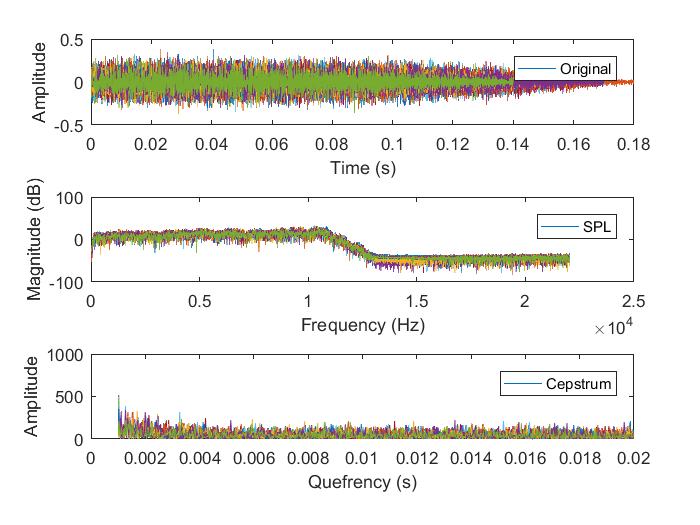 Amplitude
0.5
0
-0.5
Original
0 0.02 0.04 0.06 0.08 0.1 0.12 0.14 0.16 0.18
Time (s)
Magnitude (dB)
100
0
-100
SPL
0 0.5 1 1.5 2 2.5
Frequency (Hz)
×10⁴
Amplitude
1000
500
0
Cepstrum
0 0.002 0.004 0.006 0.008 0.01 0.012 0.014 0.016 0.018 0.02
Quefrency (s)